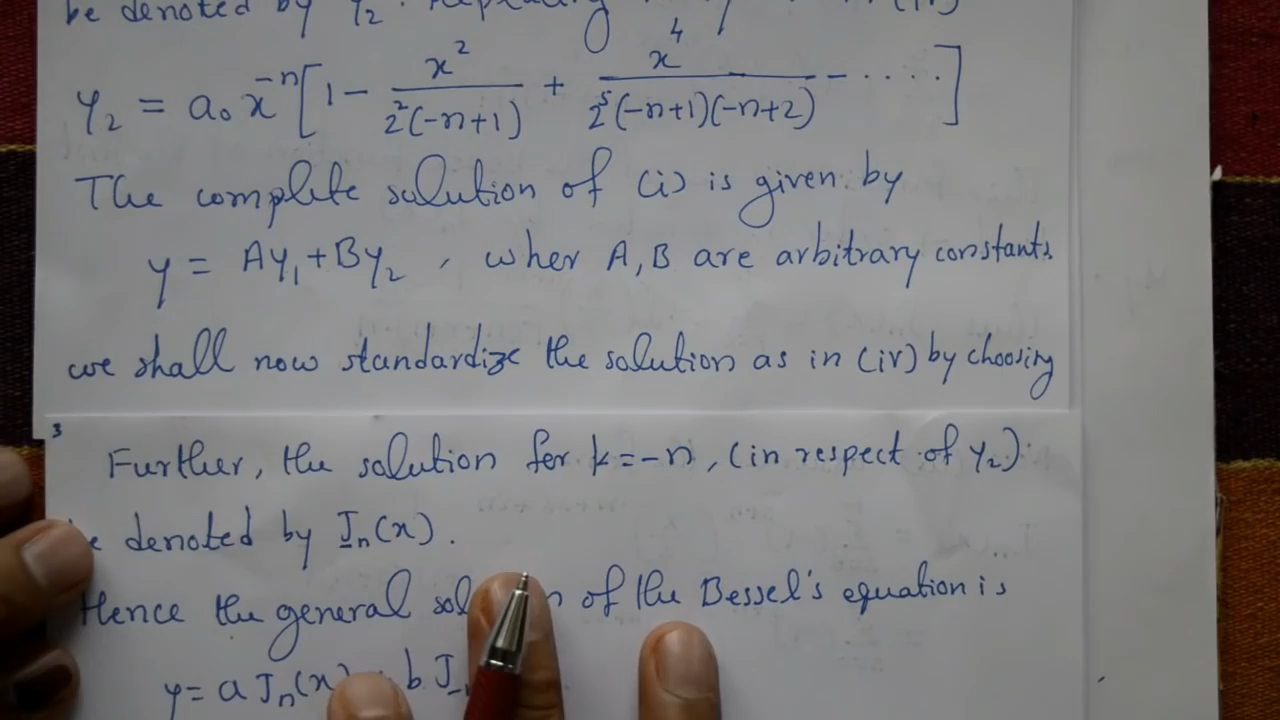 be denoted by y₂. Replacing
y₂ = a₀ x⁻ⁿ [1 - x²/2²(-n+1) + x⁴/2⁵(-n+1)(-n+2) - ·····]
The complete solution of (i) is given by
y = Ay₁ + By₂, wher A, B are arbitrary constants.
we shall now standardize the solution as in (iv) by choosing
3
Further, the solution for k = -n, (in respect of y₂)
denoted by J₋ₙ(x).
Hence the general of the Bessel's equation is
y = a Jₙ(x) b J₋